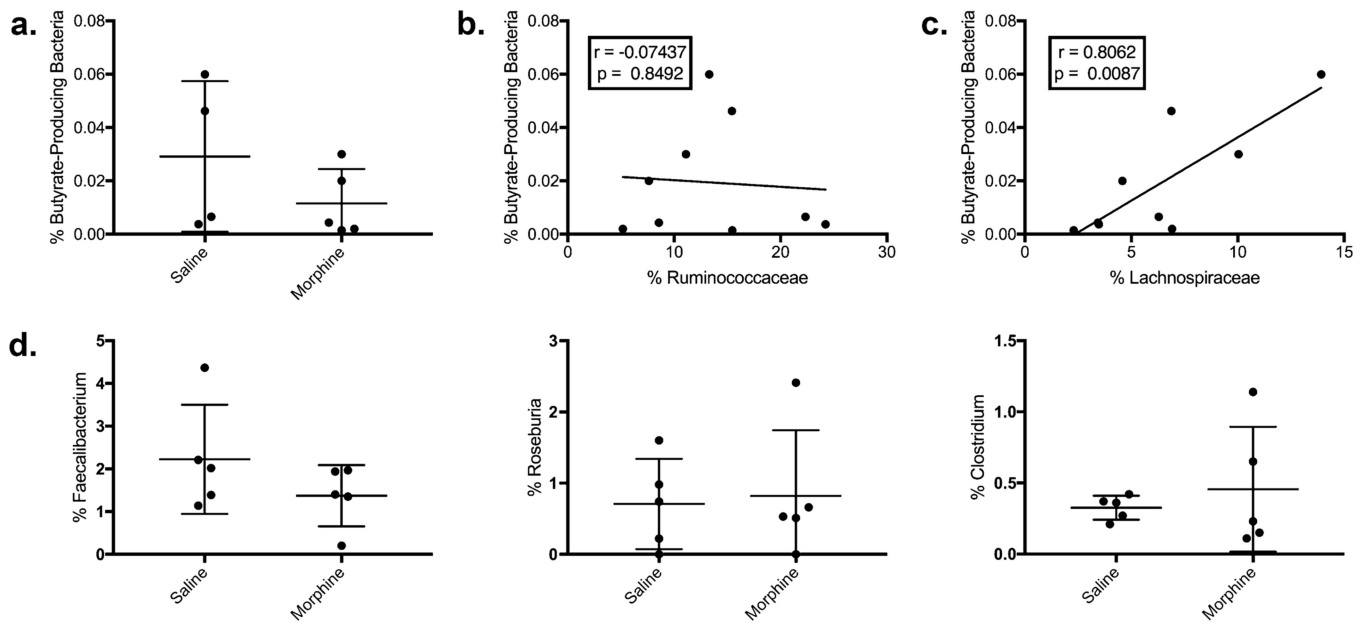 a.
% Butyrate-Producing Bacteria
0.08
0.06
0.04
0.02
0.00
Saline
Morphine
b.
% Butyrate-Producing Bacteria
0.08
0.06
0.04
0.02
0.00
r = -0.07437
p = 0.8492
0
10
20
30
% Ruminococcaceae
c.
% Butyrate-Producing Bacteria
0.08
0.06
0.04
0.02
0.00
r = 0.8062
p = 0.0087
0
5
10
15
% Lachnospiraceae
d.
% Faecalibacterium
5
4
3
2
1
0
Saline
Morphine
% Roseburia
3
2
1
0
Saline
Morphine
% Clostridium
1.5
1.0
0.5
0.0
Saline
Morphine